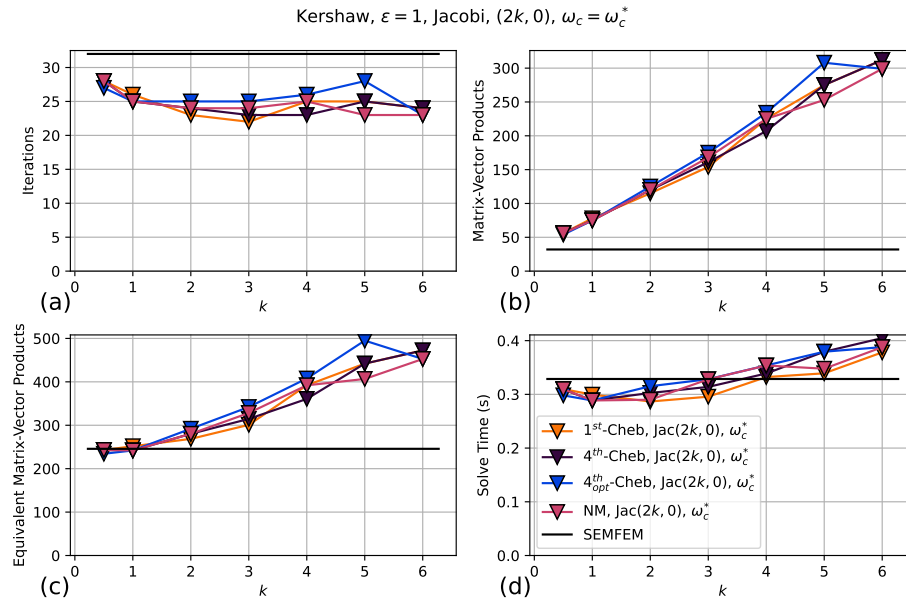 Kershaw, ε = 1, Jacobi, (2k, 0), ω_c = ω_c^*
Iterations
30
25
20
15
10
5
0
0 1 2 3 4 5 6
k
(a)
Matrix-Vector Products
300
250
200
150
100
50
0
0 1 2 3 4 5 6
k
(b)
Equivalent Matrix-Vector Products
500
400
300
200
100
0
0 1 2 3 4 5 6
k
(c)
Solve Time (s)
0.4
0.3
0.2
0.1
0.0
1^{st}-Cheb, Jac(2k, 0), ω_c^*
4^{th}-Cheb, Jac(2k, 0), ω_c^*
4^{th}_{opt}-Cheb, Jac(2k, 0), ω_c^*
NM, Jac(2k, 0), ω_c^*
SEMFEM
0 1 2 3 4 5 6
k
(d)